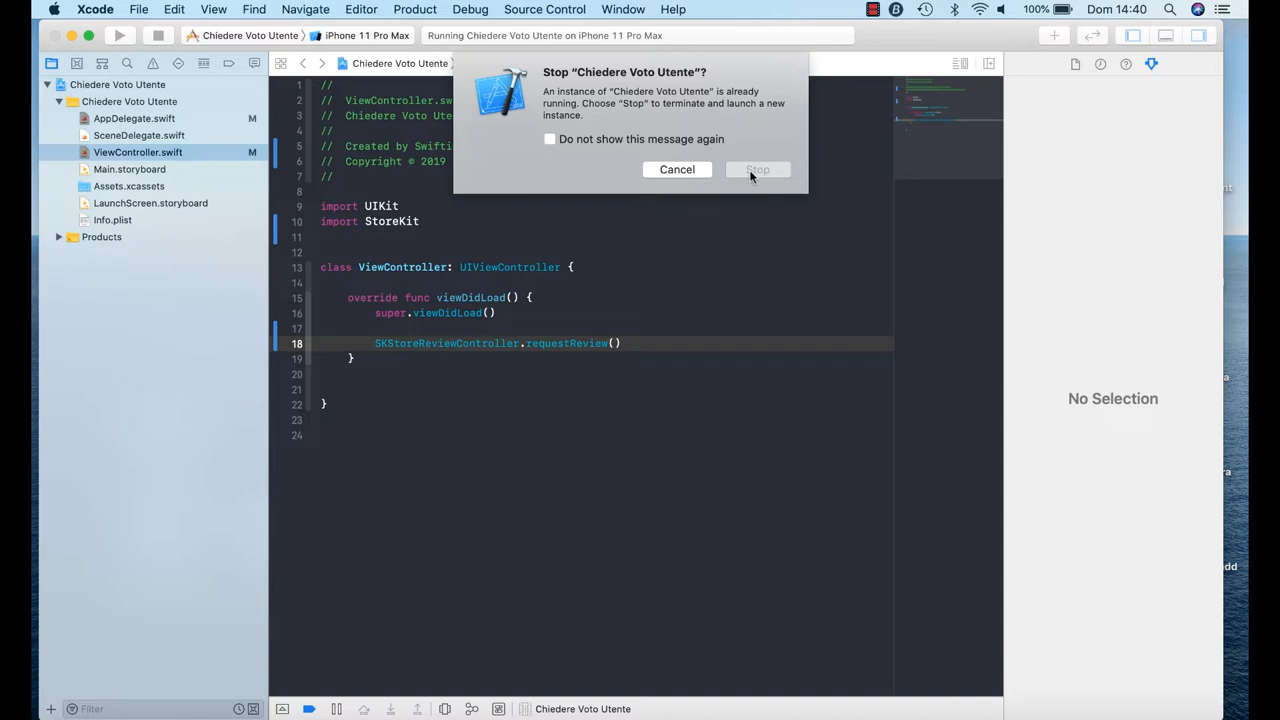 Xcode File Edit View Find Navigate Editor Product Debug Source Control Window Help 100% Dom 14:40
Chiedere Voto Utente iPhone 11 Pro Max Running Chiedere Voto Utente on iPhone 11 Pro Max
Chiedere Voto Utente
Chiedere Voto Utente
AppDelegate.swift M
SceneDelegate.swift
ViewController.swift M
Main.storyboard
Assets.xcassets
LaunchScreen.storyboard
Info.plist
Products
Filter
Chiedere Voto Utente
Stop “Chiedere Voto Utente”?
An instance of “Chiedere Voto Utente” is already
running. Choose “Stop” to terminate and launch a new
instance.
Do not show this message again
Cancel Stop
1 //
2 // ViewController.sw
3 // Chiedere Voto Ute
4 //
5 // Created by Swifti
6 // Copyright © 2019
7 //
8
9 import UIKit
10 import StoreKit
11
12
13 class ViewController: UIViewController {
14
15 override func viewDidLoad() {
16 super.viewDidLoad()
17
18 SKStoreReviewController.requestReview()
19 }
20
21
22 }
23
24
No Selection
Chiedere Voto U